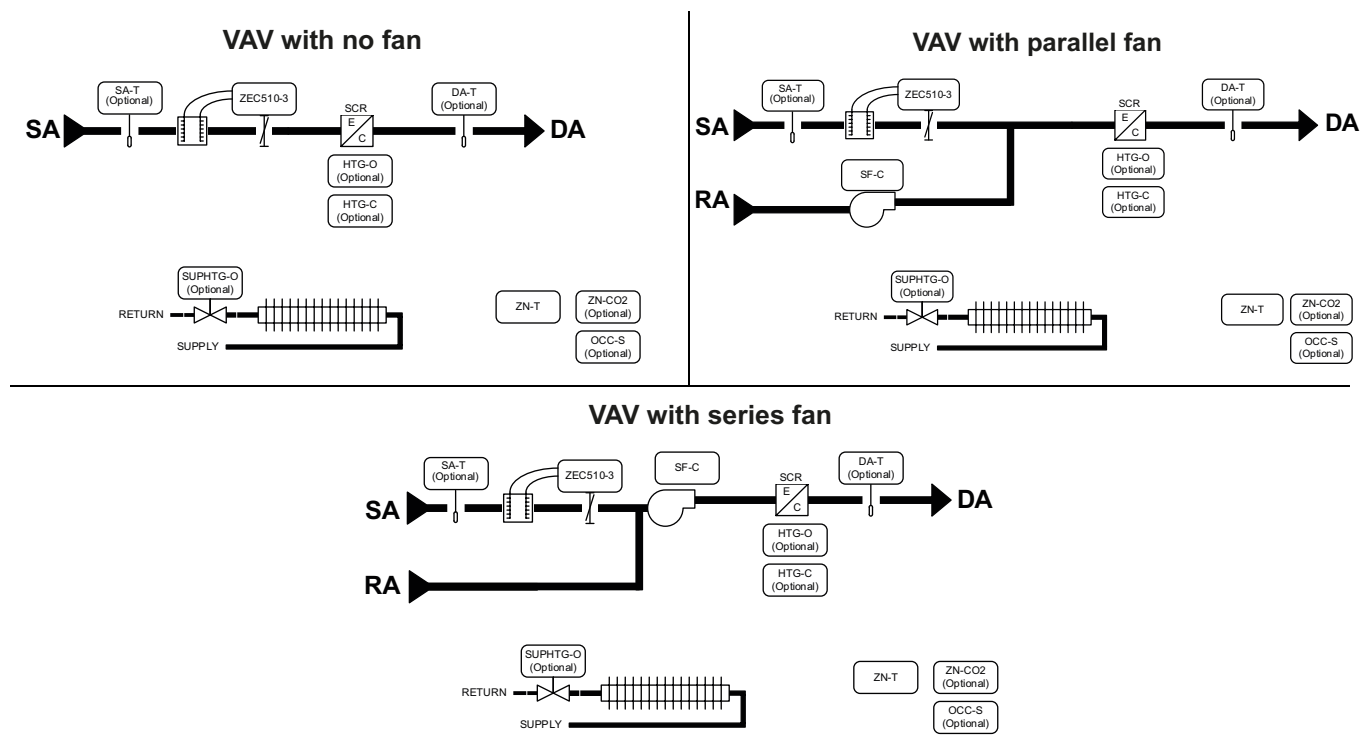 VAV with no fan
SA-T
(Optional)
ZEC510-3
SCR
E
C
DA-T
(Optional)
SA
DA
HTG-O
(Optional)
HTG-C
(Optional)
SUPHTG-O
(Optional)
RETURN
SUPPLY
ZN-T
ZN-CO2
(Optional)
OCC-S
(Optional)
VAV with parallel fan
SA-T
(Optional)
ZEC510-3
SCR
E
C
DA-T
(Optional)
SA
DA
HTG-O
(Optional)
HTG-C
(Optional)
SF-C
RA
SUPHTG-O
(Optional)
RETURN
SUPPLY
ZN-T
ZN-CO2
(Optional)
OCC-S
(Optional)
VAV with series fan
SA-T
(Optional)
ZEC510-3
SF-C
SCR
E
C
DA-T
(Optional)
SA
DA
HTG-O
(Optional)
HTG-C
(Optional)
RA
SUPHTG-O
(Optional)
RETURN
SUPPLY
ZN-T
ZN-CO2
(Optional)
OCC-S
(Optional)